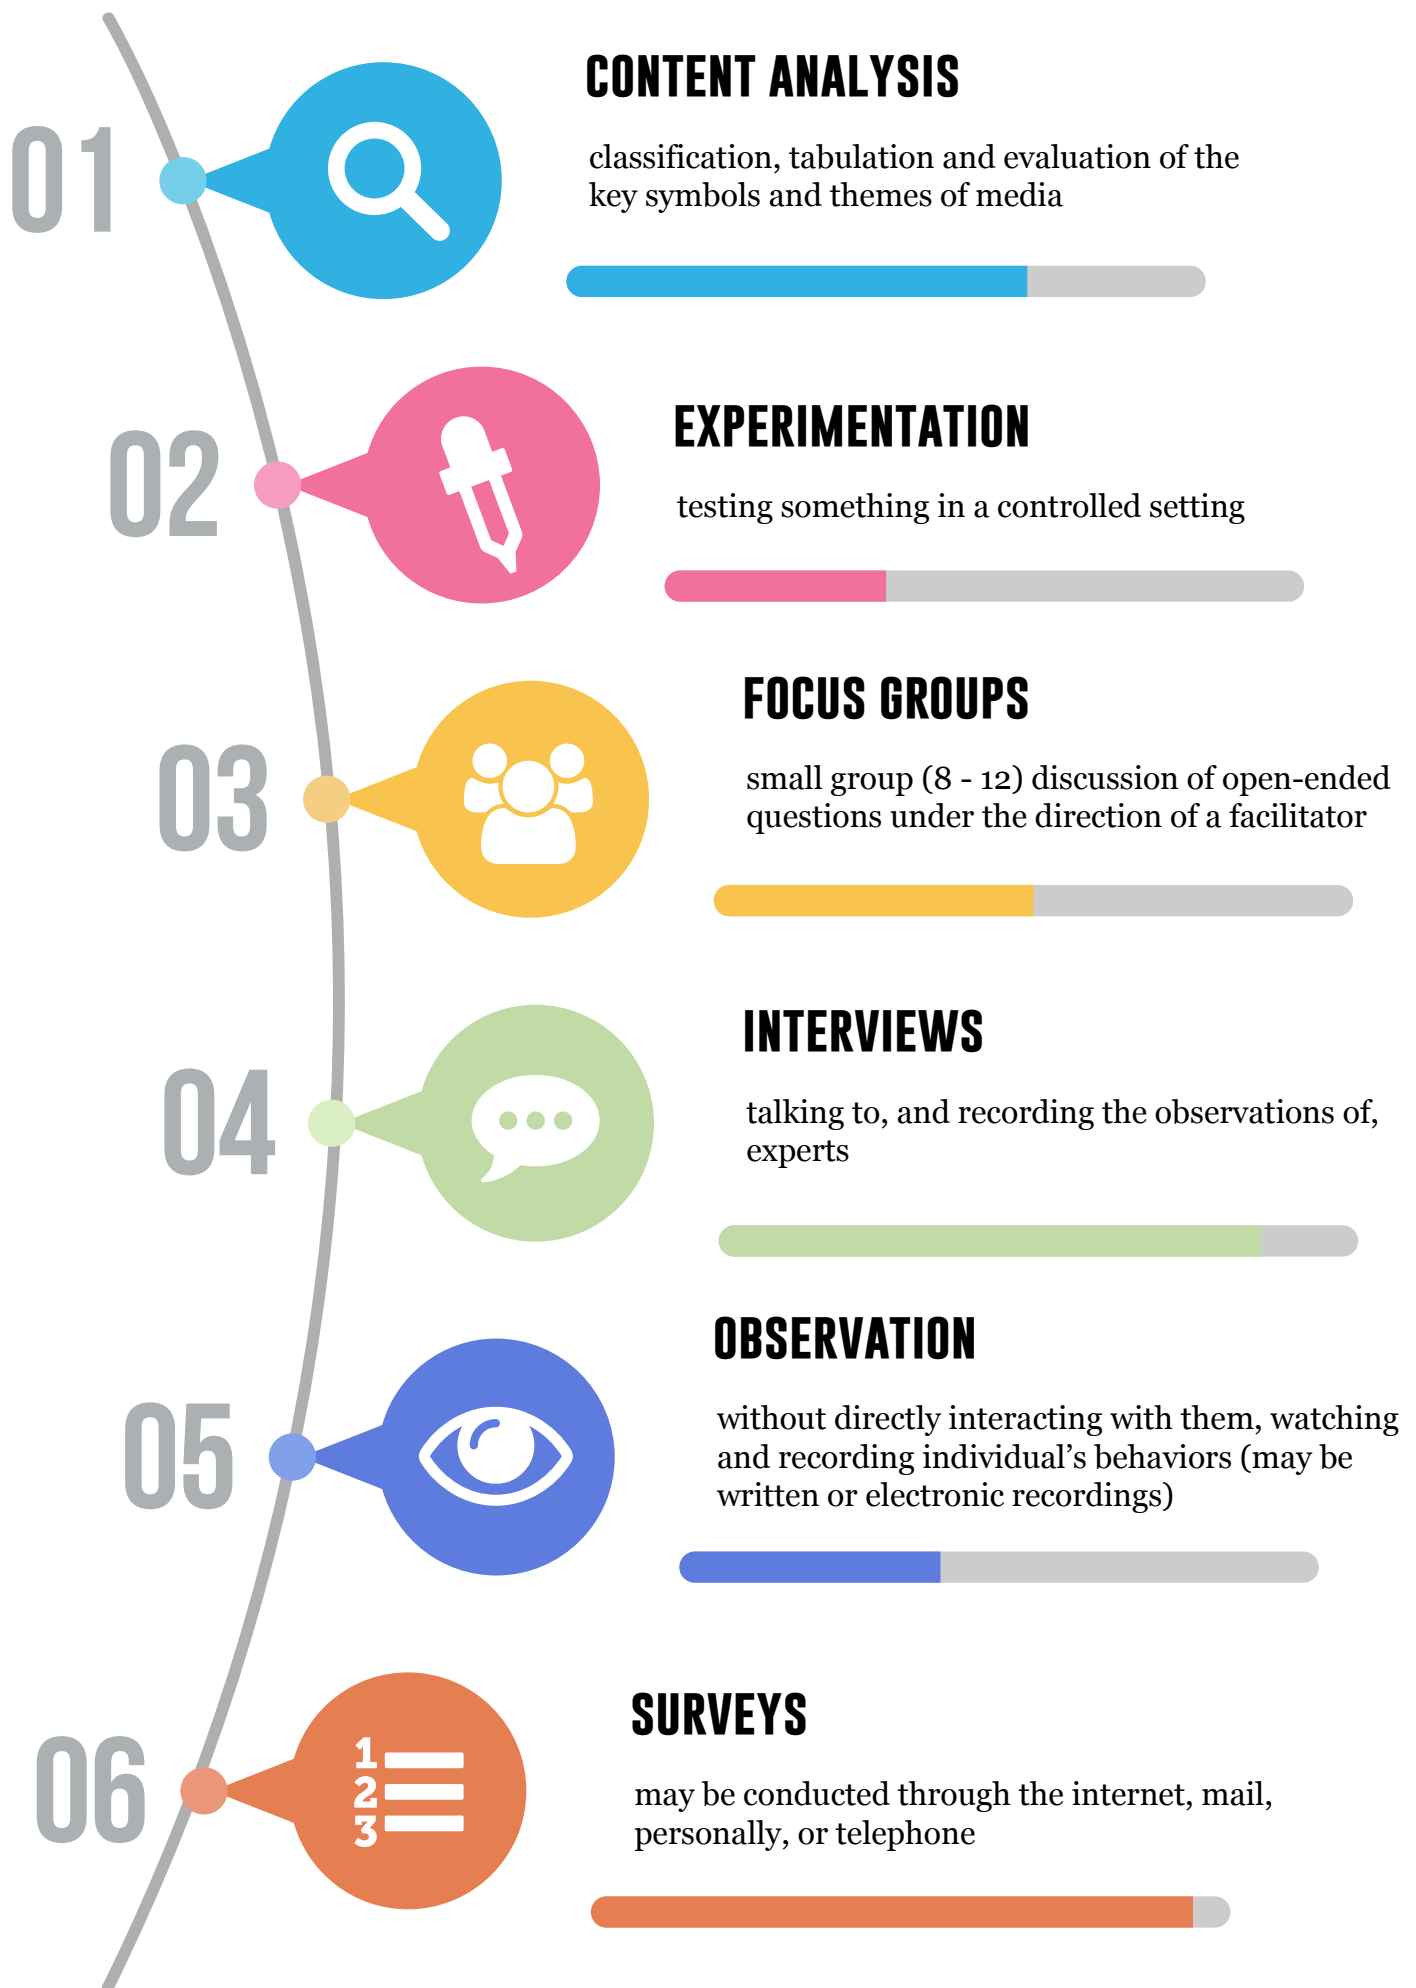 01
CONTENT ANALYSIS
classification, tabulation and evaluation of the
key symbols and themes of media
02
EXPERIMENTATION
testing something in a controlled setting
03
FOCUS GROUPS
small group (8 - 12) discussion of open-ended
questions under the direction of a facilitator
04
INTERVIEWS
talking to, and recording the observations of,
experts
05
OBSERVATION
without directly interacting with them, watching
and recording individual’s behaviors (may be
written or electronic recordings)
06
1
2
3
SURVEYS
may be conducted through the internet, mail,
personally, or telephone